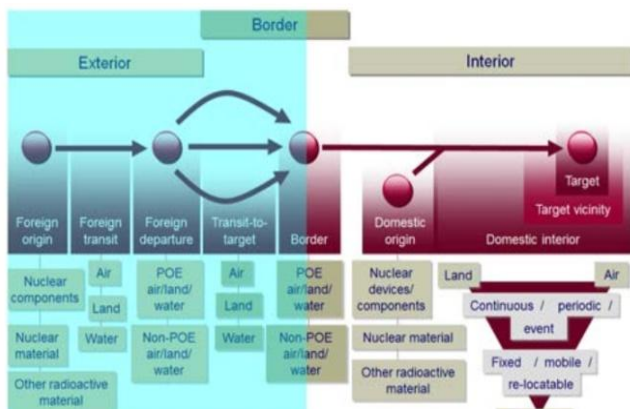 Border
Exterior
Interior
Target
Target vicinity
Foreign
origin
Foreign
transit
Foreign
departure
Transit-to-
target
Border
Domestic
origin
Domestic interior
Nuclear
components
Nuclear
material
Other radioactive
material
Air
Land
Water
POE
air/land/
water
Non-POE
air/land/
water
Air
Land
Water
POE
air/land/
water
Non-POE
air/land/
water
Nuclear
devices/
components
Nuclear material
Other radioactive
material
Land
Air
Continuous / periodic /
event
Fixed / mobile /
re-locatable